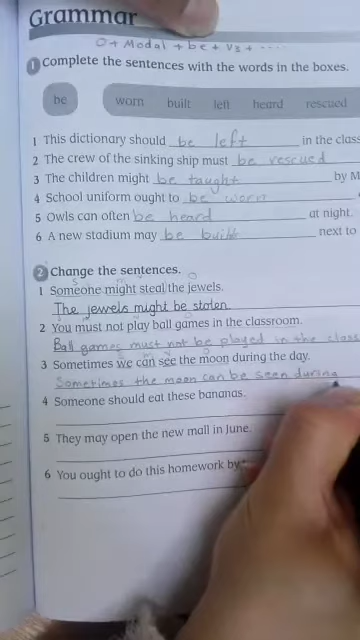 Grammar
O + Modal + be + V3 + ....
1 Complete the sentences with the words in the boxes.
be worn built left heard rescued
1 This dictionary should be left in the class
2 The crew of the sinking ship must be rescued
3 The children might be taught by M
4 School uniform ought to be worn
5 Owls can often be heard at night.
6 A new stadium may be built next to
2 Change the sentences.
1 Someone might steal the jewels.
The jewels might be stolen
2 You must not play ball games in the classroom.
Ball games must not be played in the class
3 Sometimes we can see the moon during the day.
Sometimes the moon can be seen during
4 Someone should eat these bananas.
5 They may open the new mall in June.
6 You ought to do this homework by